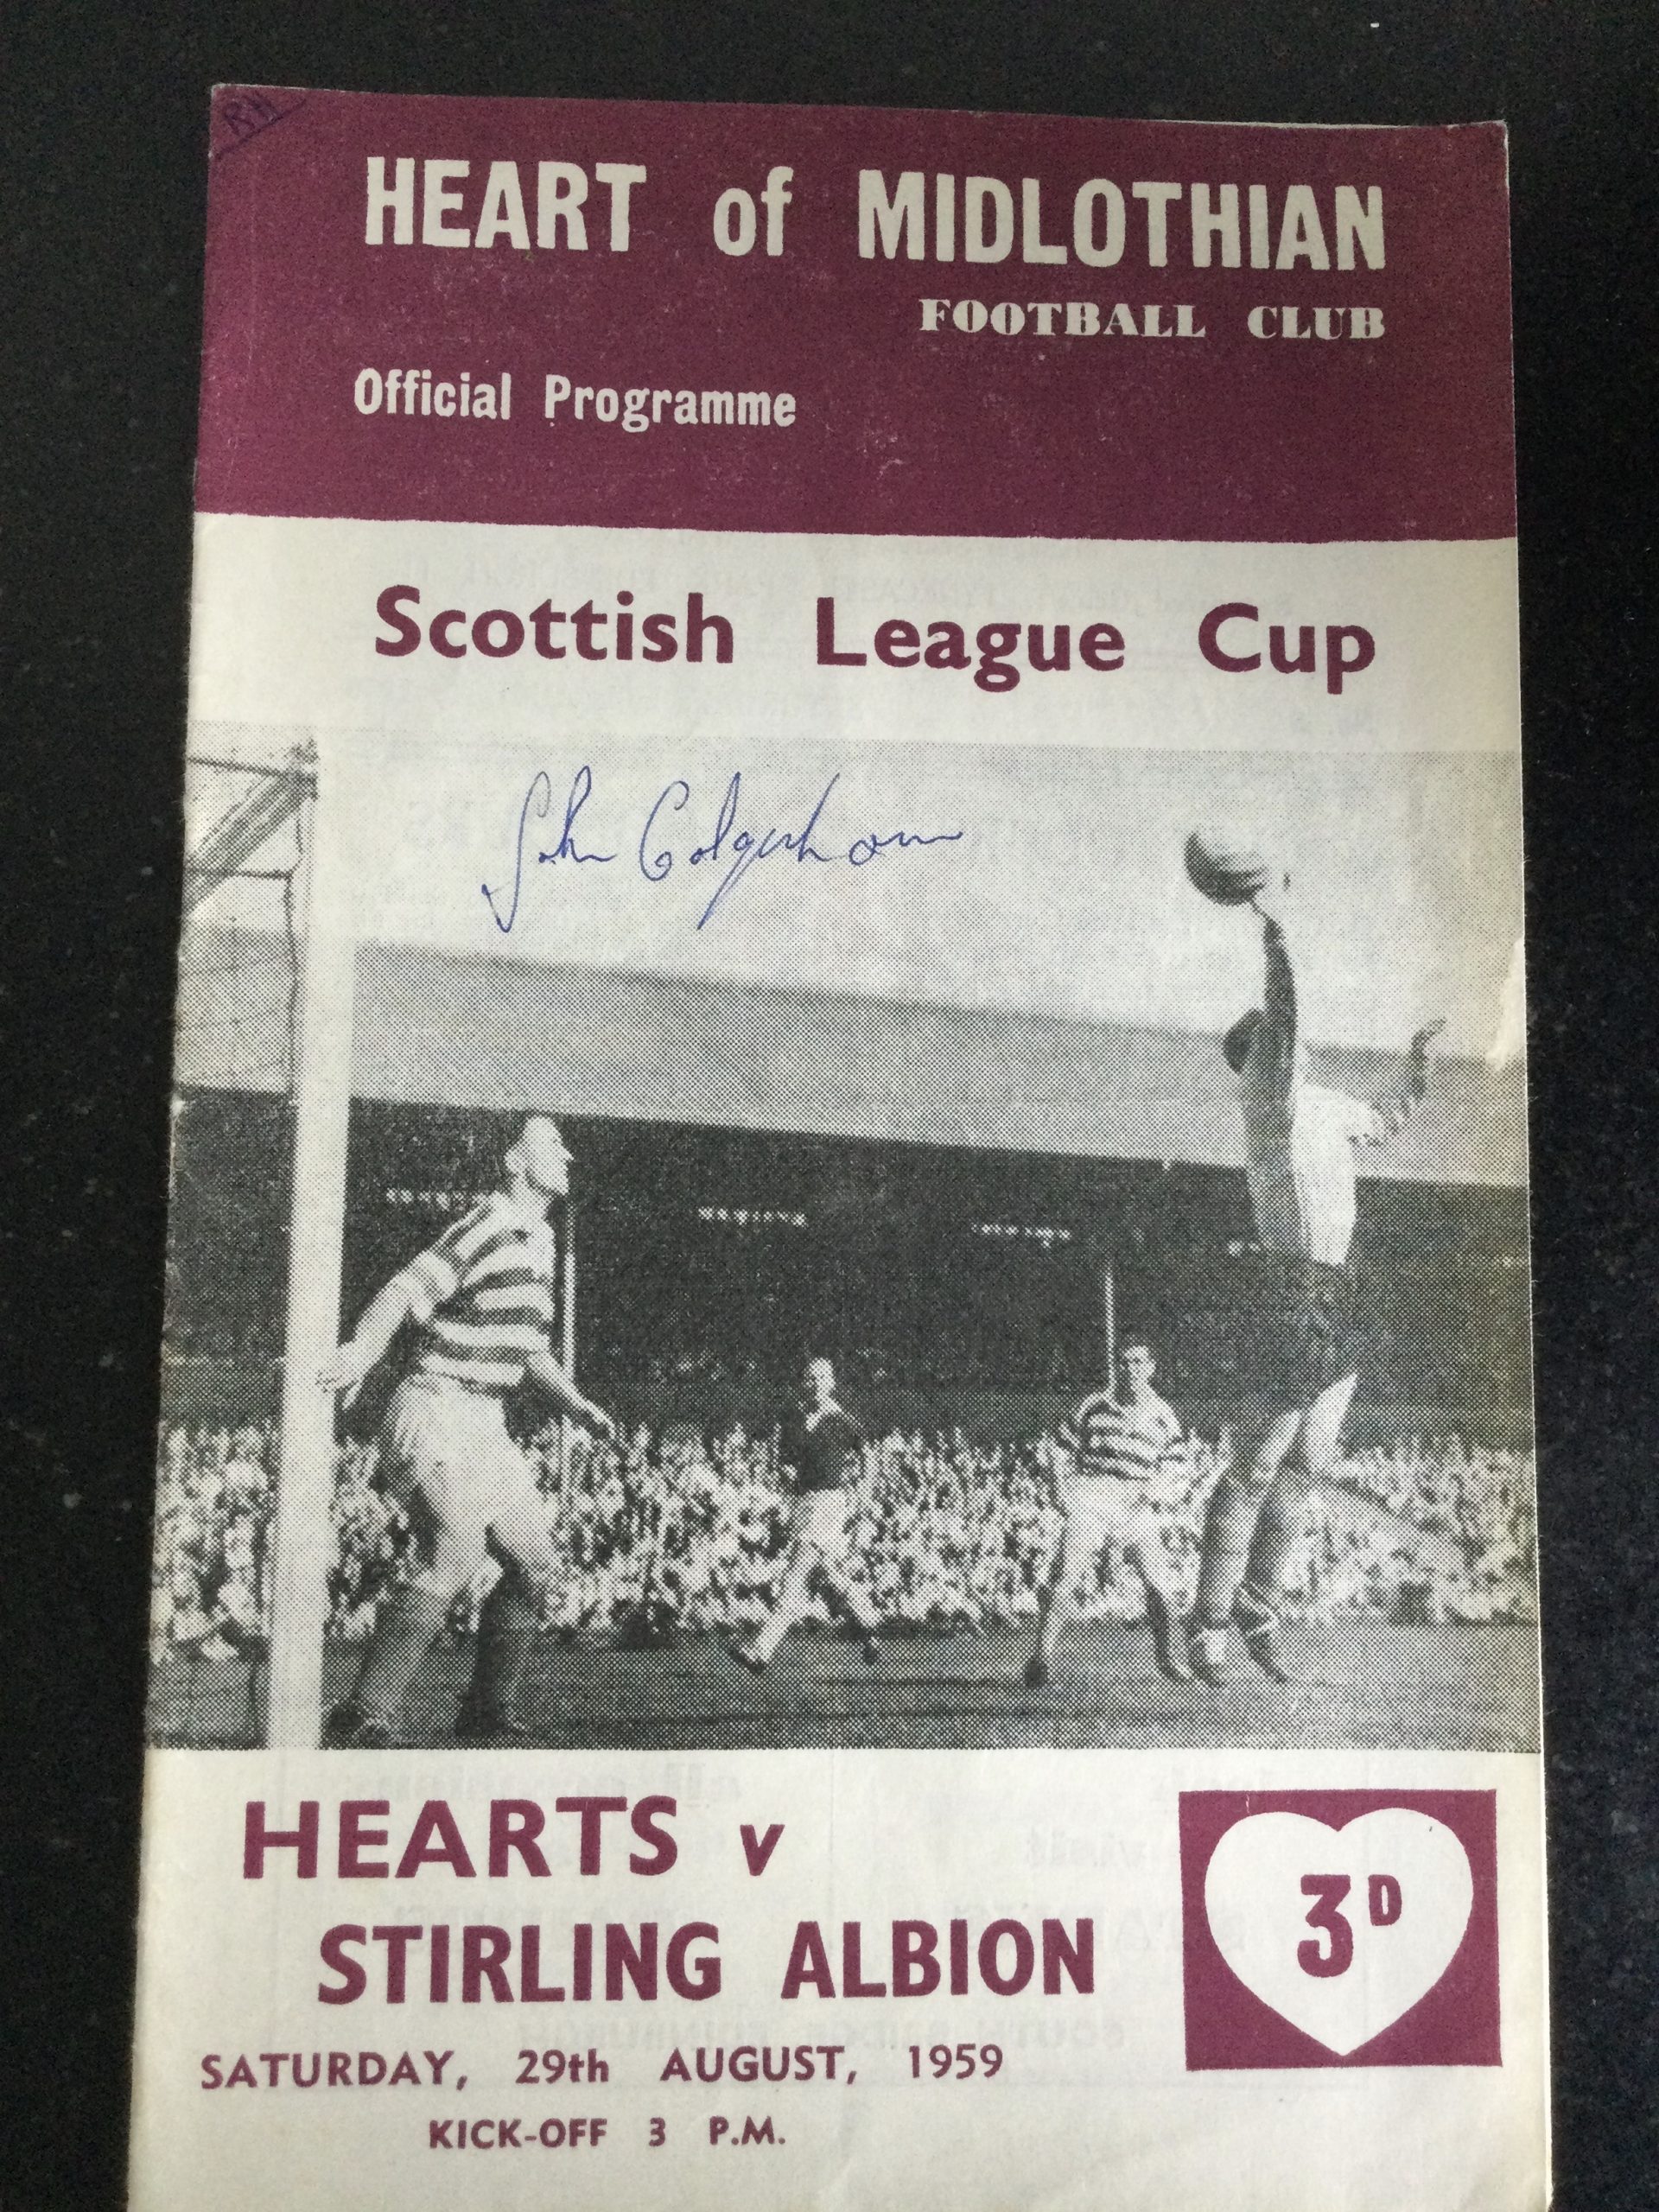 RH
HEART of MIDLOTHIAN
FOOTBALL CLUB
Official Programme
Scottish League Cup
John Colquhoun
HEARTS v
STIRLING ALBION
3D
SATURDAY, 29th AUGUST, 1959
KICK-OFF 3 P.M.